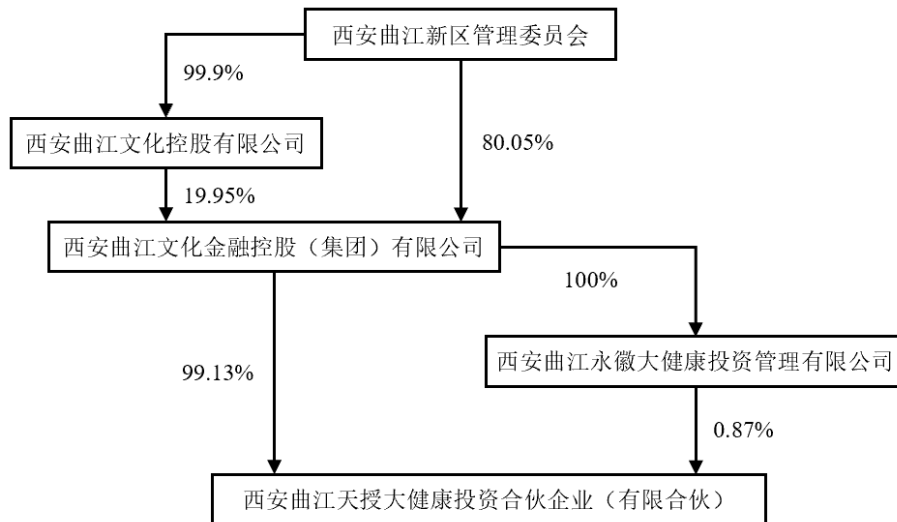 西安曲江新区管理委员会
99.9%
西安曲江文化控股有限公司
80.05%
19.95%
西安曲江文化金融控股（集团）有限公司
100%
西安曲江永徽大健康投资管理有限公司
99.13%
0.87%
西安曲江天授大健康投资合伙企业（有限合伙）